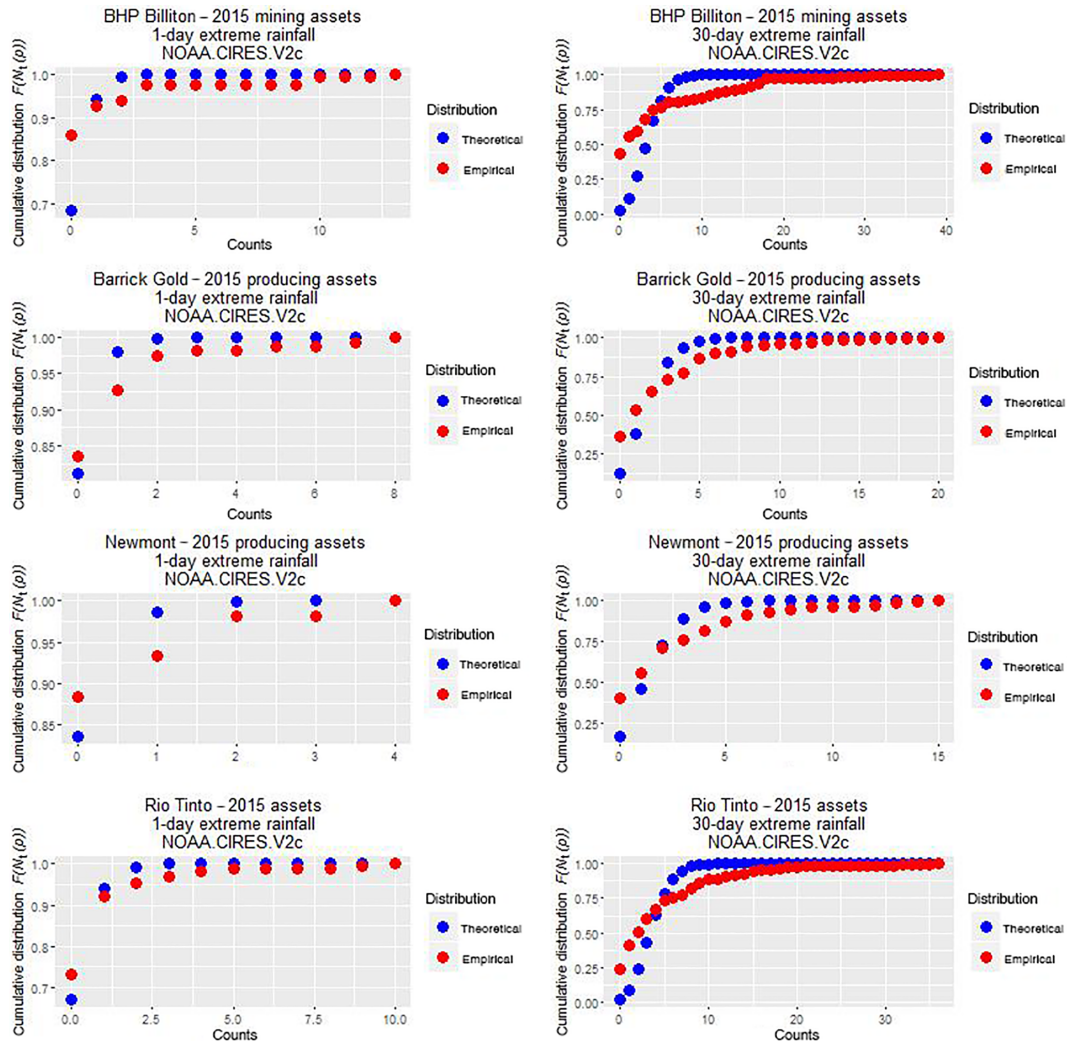 BHP Billiton – 2015 mining assets
1-day extreme rainfall
NOAA.CIRES.V2c
Cumulative distribution F(Nt(ρ))
1.0
0.9
0.8
0.7
0 5 10
Counts
Distribution
Theoretical
Empirical
BHP Billiton – 2015 mining assets
30-day extreme rainfall
NOAA.CIRES.V2c
Cumulative distribution F(Nt(ρ))
1.00
0.75
0.50
0.25
0.00
0 10 20 30 40
Counts
Distribution
Theoretical
Empirical
Barrick Gold – 2015 producing assets
1-day extreme rainfall
NOAA.CIRES.V2c
Cumulative distribution F(Nt(ρ))
1.00
0.95
0.90
0.85
0 2 4 6 8
Counts
Distribution
Theoretical
Empirical
Barrick Gold – 2015 producing assets
30-day extreme rainfall
NOAA.CIRES.V2c
Cumulative distribution F(Nt(ρ))
1.00
0.75
0.50
0.25
0 5 10 15 20
Counts
Distribution
Theoretical
Empirical
Newmont – 2015 producing assets
1-day extreme rainfall
NOAA.CIRES.V2c
Cumulative distribution F(Nt(ρ))
1.00
0.95
0.90
0.85
0 1 2 3 4
Counts
Distribution
Theoretical
Empirical
Newmont – 2015 producing assets
30-day extreme rainfall
NOAA.CIRES.V2c
Cumulative distribution F(Nt(ρ))
1.00
0.75
0.50
0.25
0 5 10 15
Counts
Distribution
Theoretical
Empirical
Rio Tinto – 2015 assets
1-day extreme rainfall
NOAA.CIRES.V2c
Cumulative distribution F(Nt(ρ))
1.0
0.9
0.8
0.7
0.0 2.5 5.0 7.5 10.0
Counts
Distribution
Theoretical
Empirical
Rio Tinto – 2015 assets
30-day extreme rainfall
NOAA.CIRES.V2c
Cumulative distribution F(Nt(ρ))
1.00
0.75
0.50
0.25
0.00
0 10 20 30
Counts
Distribution
Theoretical
Empirical